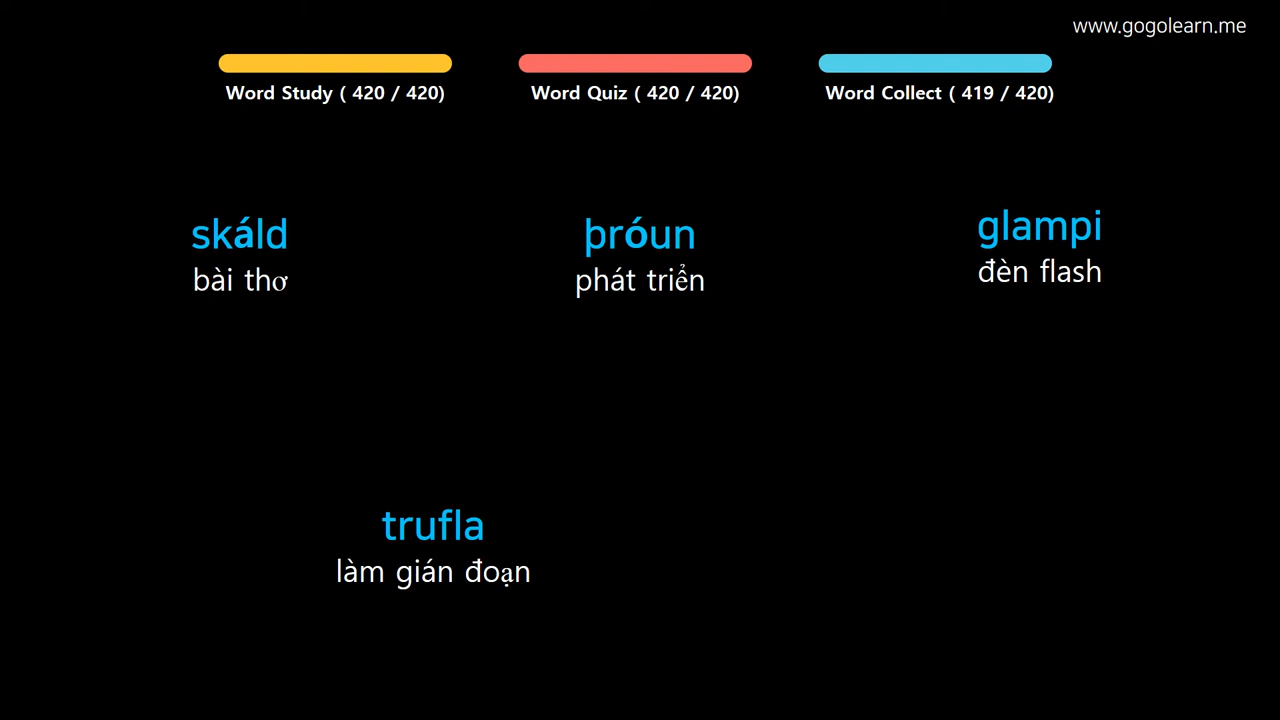 www.gogolearn.me
Word Study ( 420 / 420)
Word Quiz ( 420 / 420)
Word Collect ( 419 / 420)
skáld
bài thơ
þróun
phát triển
glampi
đèn flash
trufla
làm gián đoạn